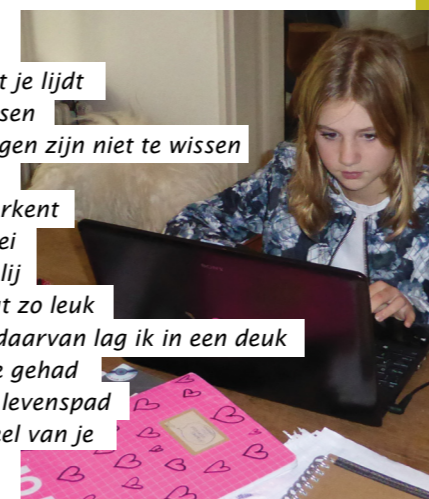 t je lijdt
sen
gen zijn niet te wissen
rkent
ei
lij
t zo leuk
daarvan lag ik in een deuk
e gehad
levenspad
el van je
SONY